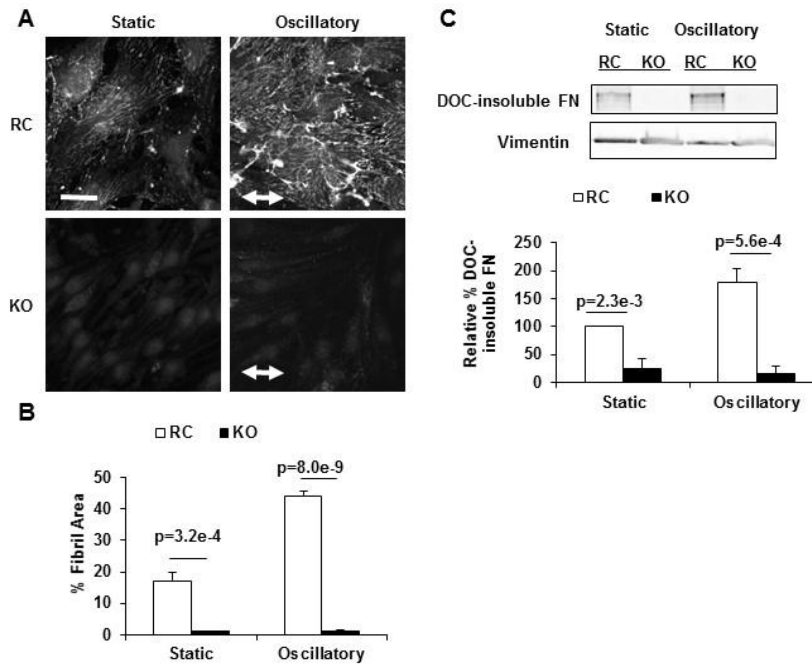 A
Static
Oscillatory
RC
KO
B
RC KO
% Fibril Area
50
40
30
20
10
0
p=3.2e-4
p=8.0e-9
Static
Oscillatory
C
Static Oscillatory
RC KO RC KO
DOC-insoluble FN
Vimentin
RC KO
Relative % DOC-
insoluble FN
250
200
150
100
50
0
p=2.3e-3
p=5.6e-4
Static
Oscillatory